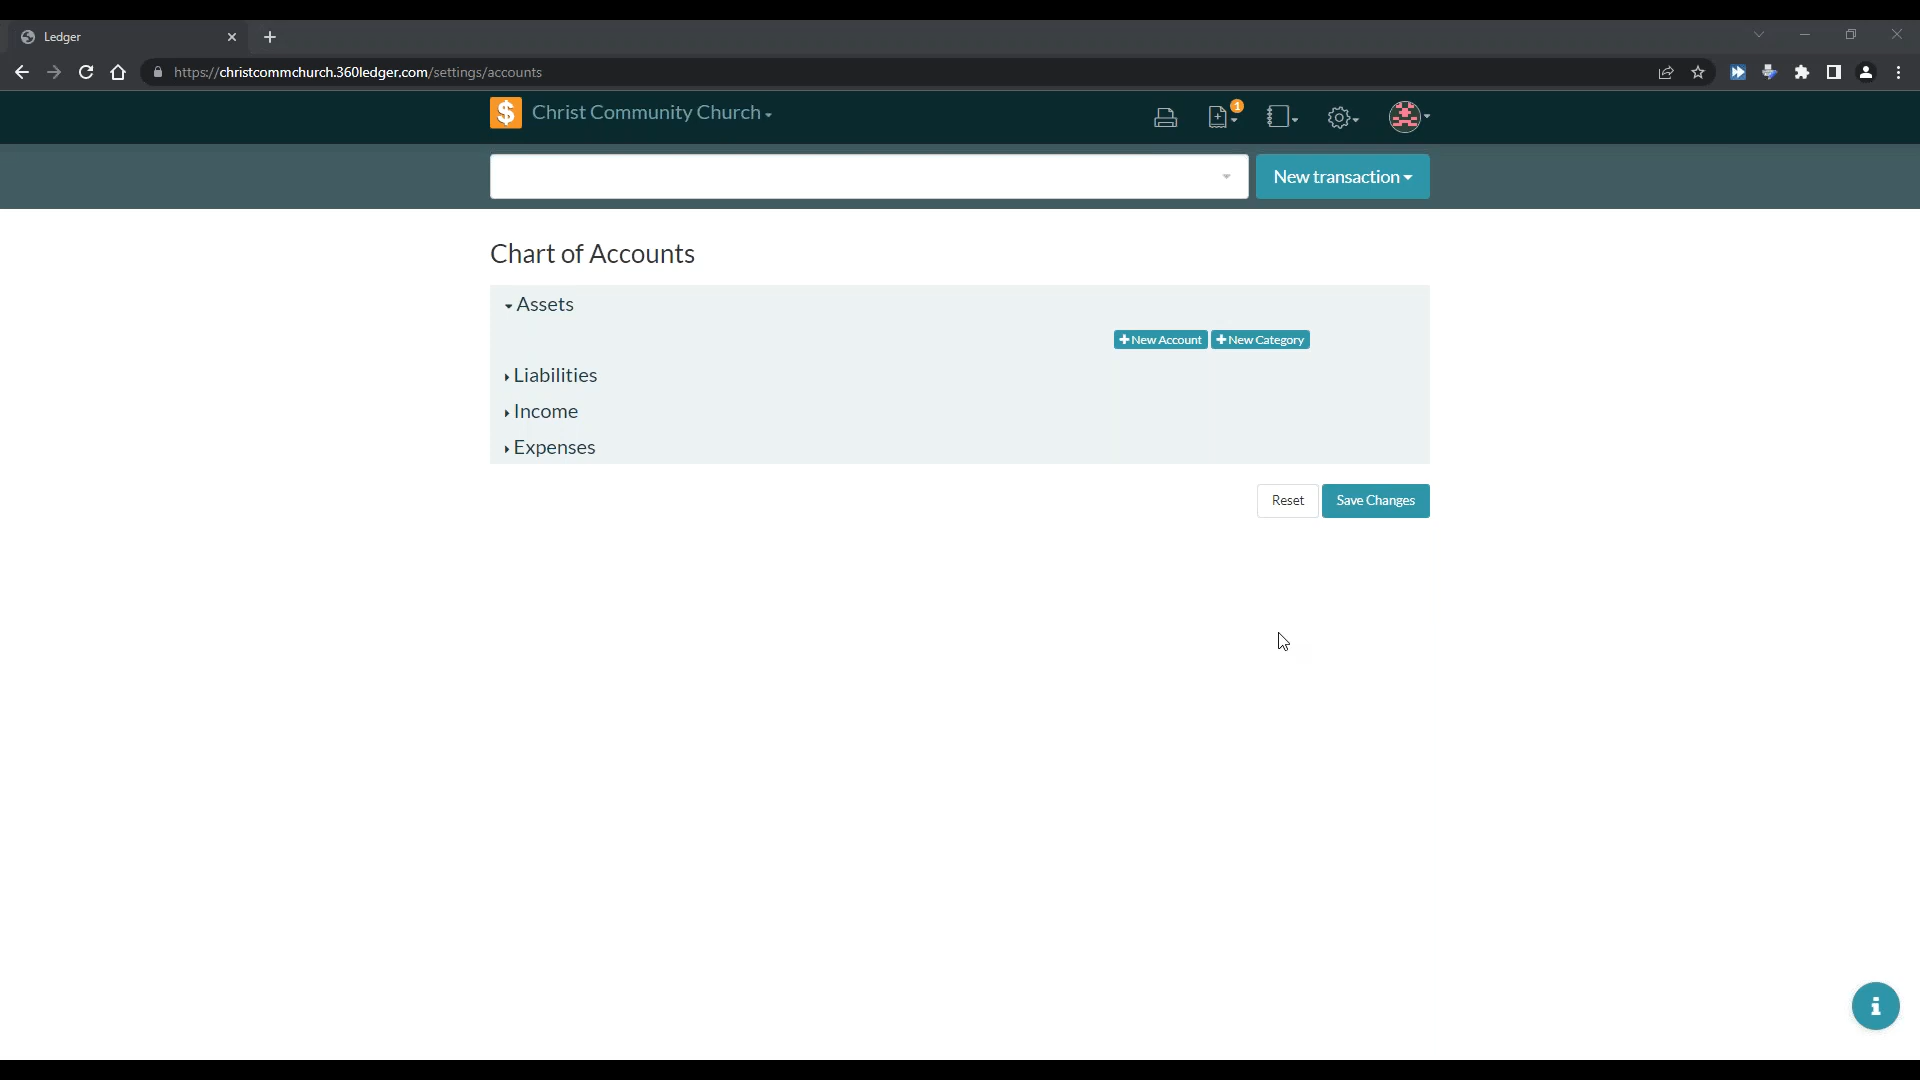 Ledger
https://christcommchurch.360ledger.com/settings/accounts
$ Christ Community Church
1
New transaction
Chart of Accounts
Assets
+New Account +New Category
Liabilities
Income
Expenses
Reset Save Changes
i